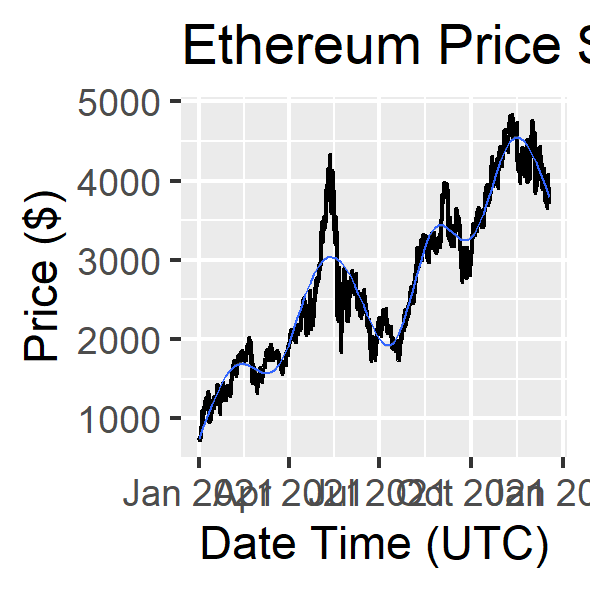 Ethereum Price S
5000
4000
3000
2000
1000
Price ($)
Jan 2021 Apr 2021 Jul 2021 Oct 2021 Jan 20
Date Time (UTC)